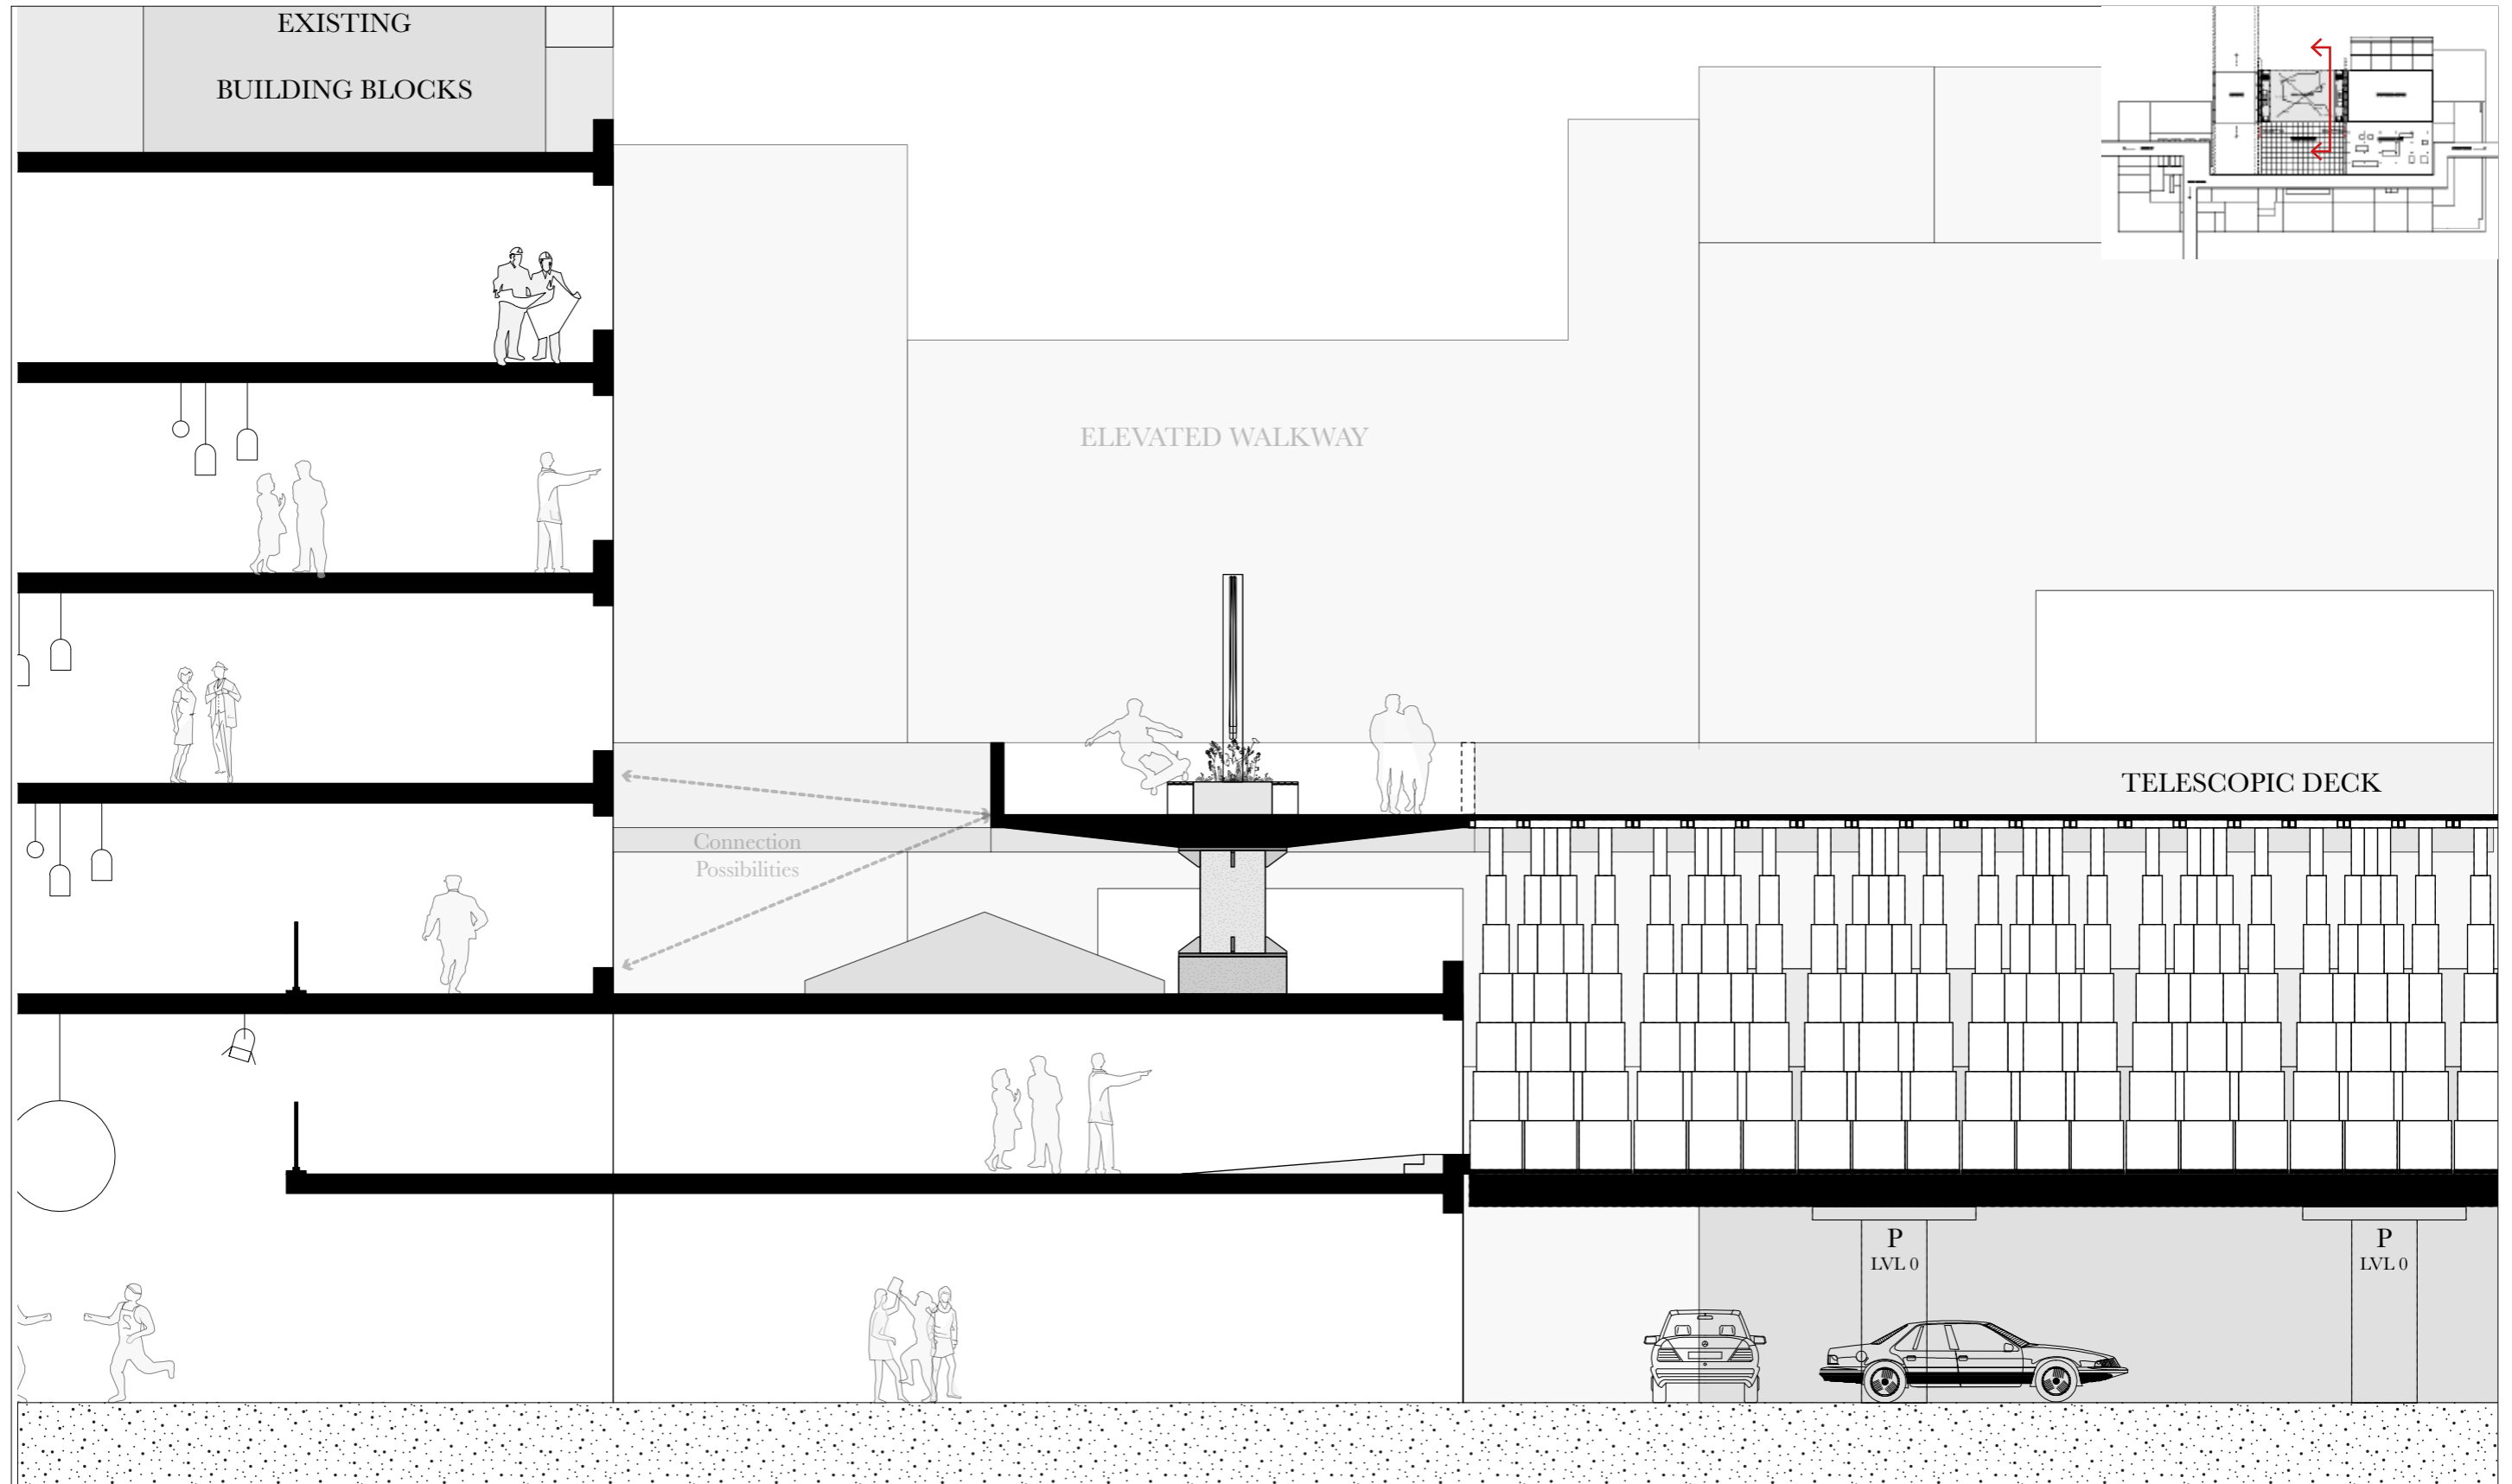 EXISTING
BUILDING BLOCKS
ELEVATED WALKWAY
TELESCOPIC DECK
Connection
Possibilities
P
LVL 0
P
LVL 0